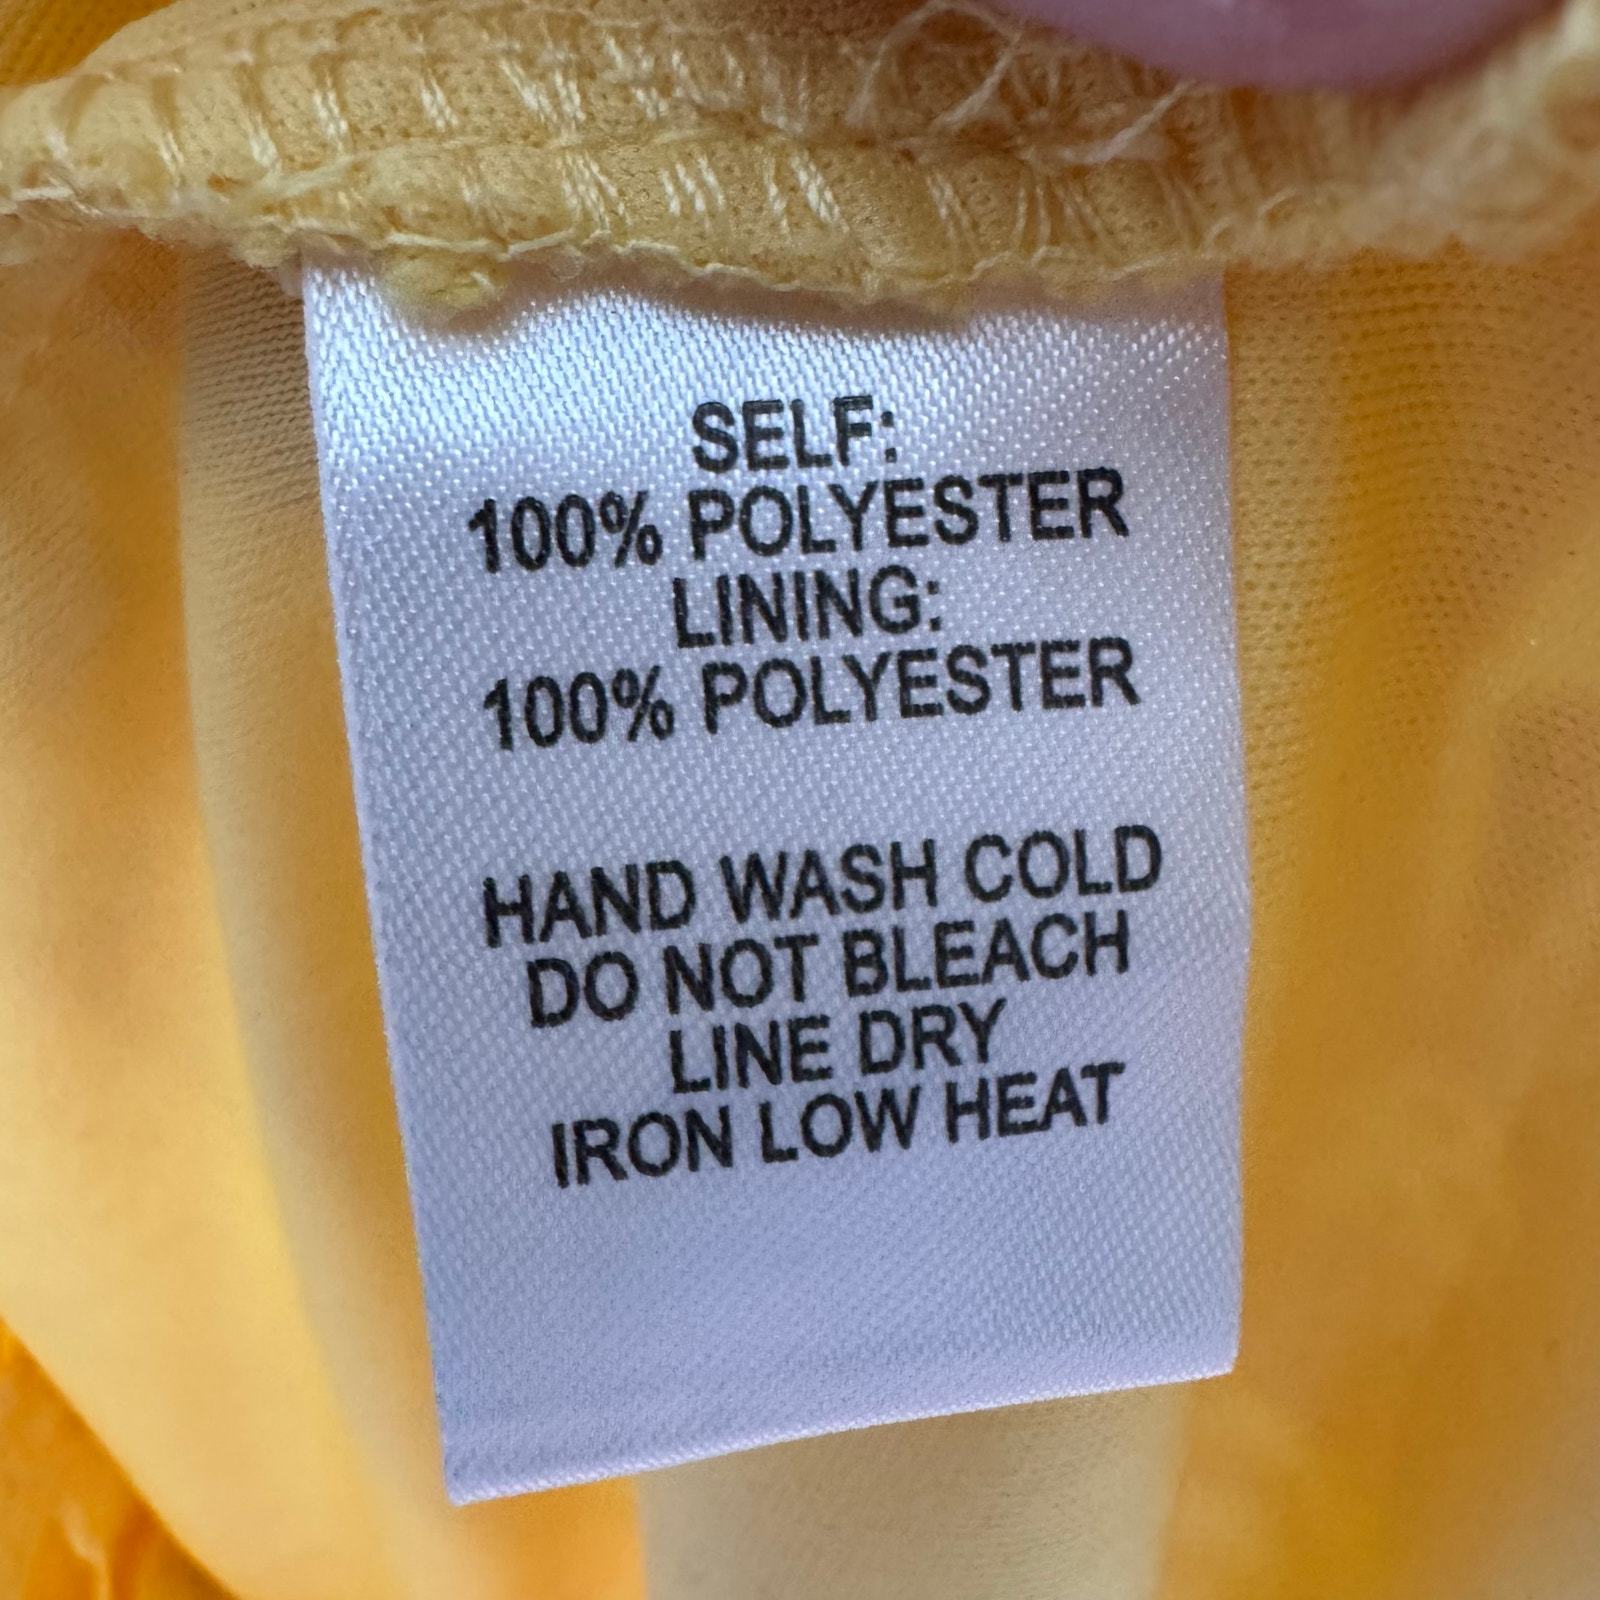 SELF:
100% POLYESTER
LINING:
100% POLYESTER
HAND WASH COLD
DO NOT BLEACH
LINE DRY
IRON LOW HEAT